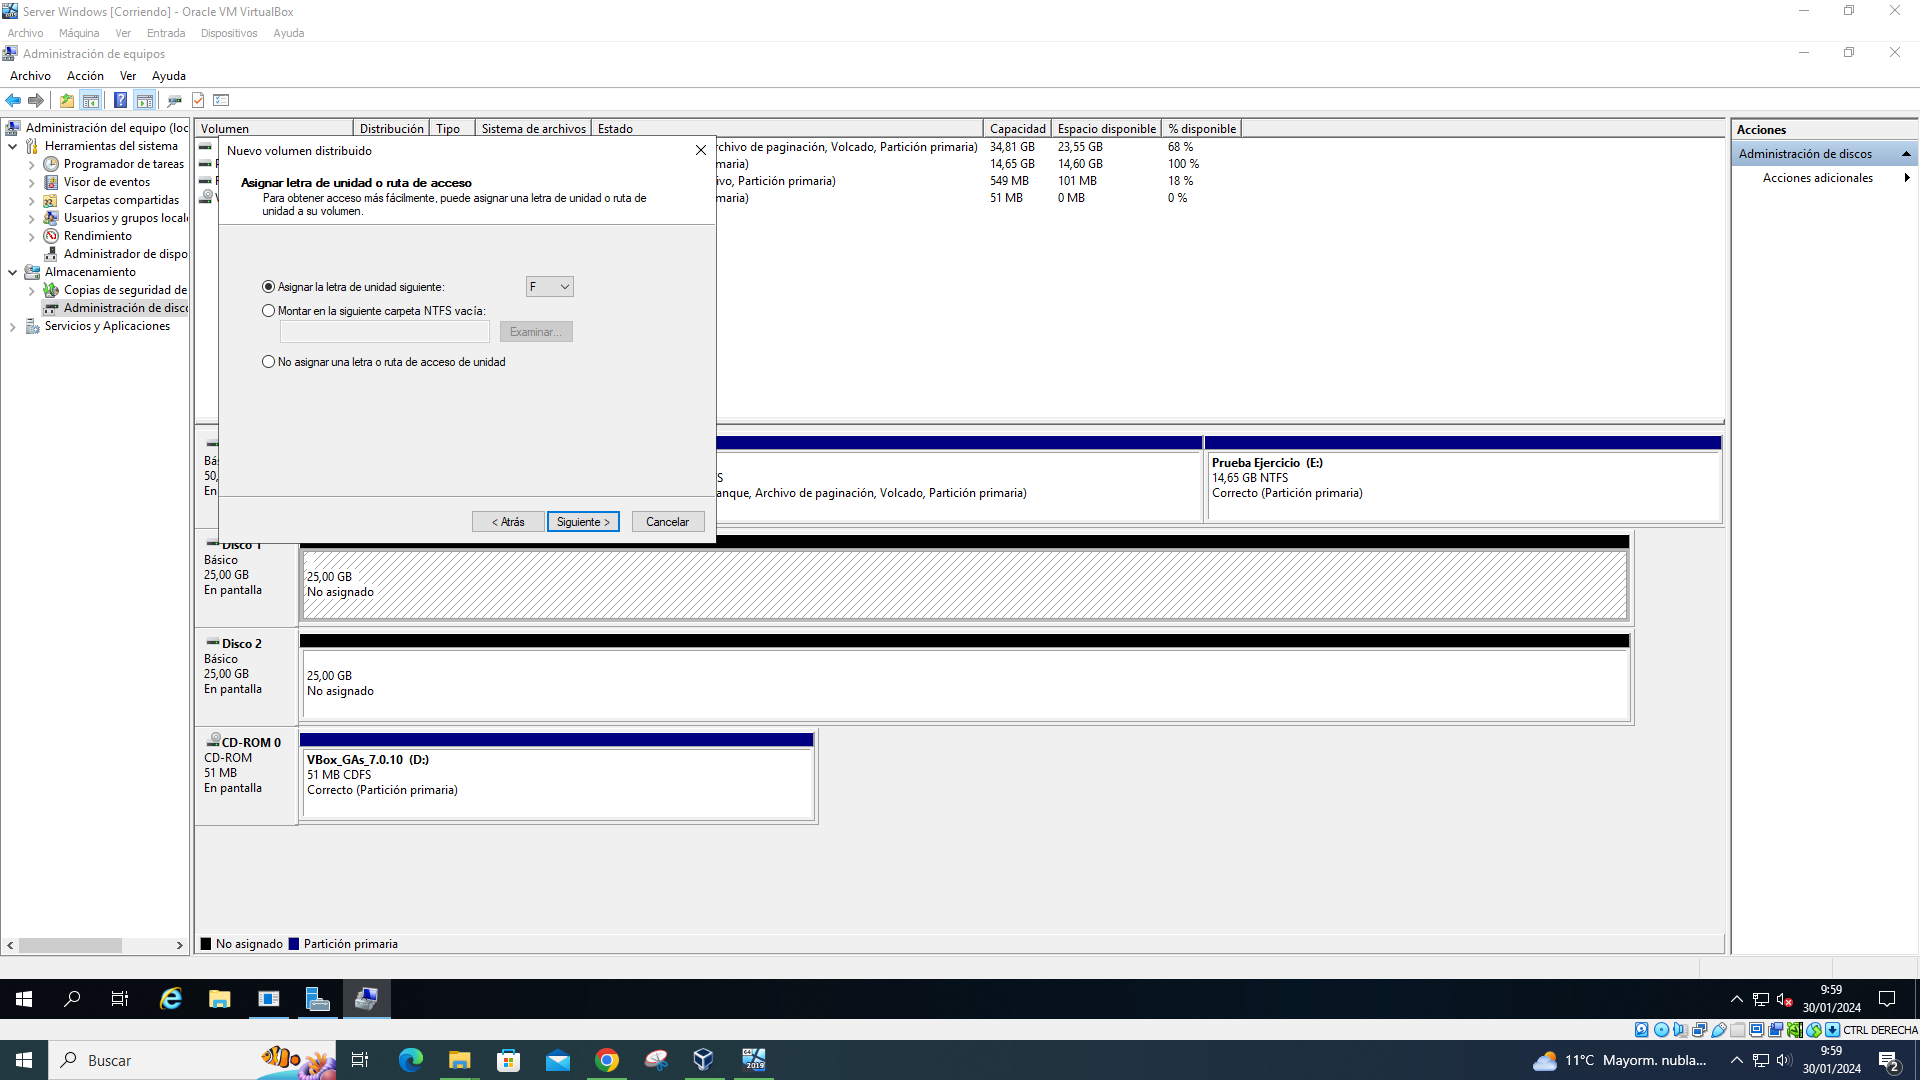 Server Windows [Corriendo] - Oracle VM VirtualBox
Archivo Máquina Ver Entrada Dispositivos Ayuda
Administración de equipos
Archivo Acción Ver Ayuda
Administración del equipo (loc
Herramientas del sistema
Programador de tareas
Visor de eventos
Carpetas compartidas
Usuarios y grupos local
Rendimiento
Administrador de dispo
Almacenamiento
Copias de seguridad de
Administración de disco
Servicios y Aplicaciones
Volumen Distribución Tipo Sistema de archivos Estado Capacidad Espacio disponible % disponible
rchivo de paginación, Volcado, Partición primaria) 34,81 GB 23,55 GB 68 %
maria) 14,65 GB 14,60 GB 100 %
ivo, Partición primaria) 549 MB 101 MB 18 %
maria) 51 MB 0 MB 0 %
Nuevo volumen distribuido
Asignar letra de unidad o ruta de acceso
Para obtener acceso más fácilmente, puede asignar una letra de unidad o ruta de
unidad a su volumen.
Asignar la letra de unidad siguiente: F
Montar en la siguiente carpeta NTFS vacía:
Examinar...
No asignar una letra o ruta de acceso de unidad
< Atrás Siguiente > Cancelar
Bá
50,
En
S
anque, Archivo de paginación, Volcado, Partición primaria)
Prueba Ejercicio (E:)
14,65 GB NTFS
Correcto (Partición primaria)
Disco 1
Básico
25,00 GB
En pantalla
25,00 GB
No asignado
Disco 2
Básico
25,00 GB
En pantalla
25,00 GB
No asignado
CD-ROM 0
CD-ROM
51 MB
En pantalla
VBox_GAs_7.0.10 (D:)
51 MB CDFS
Correcto (Partición primaria)
No asignado Partición primaria
Acciones
Administración de discos
Acciones adicionales
9:59
30/01/2024
CTRL DERECHA
Buscar
64
2019
11°C Mayorm. nubla...
9:59
30/01/2024
2